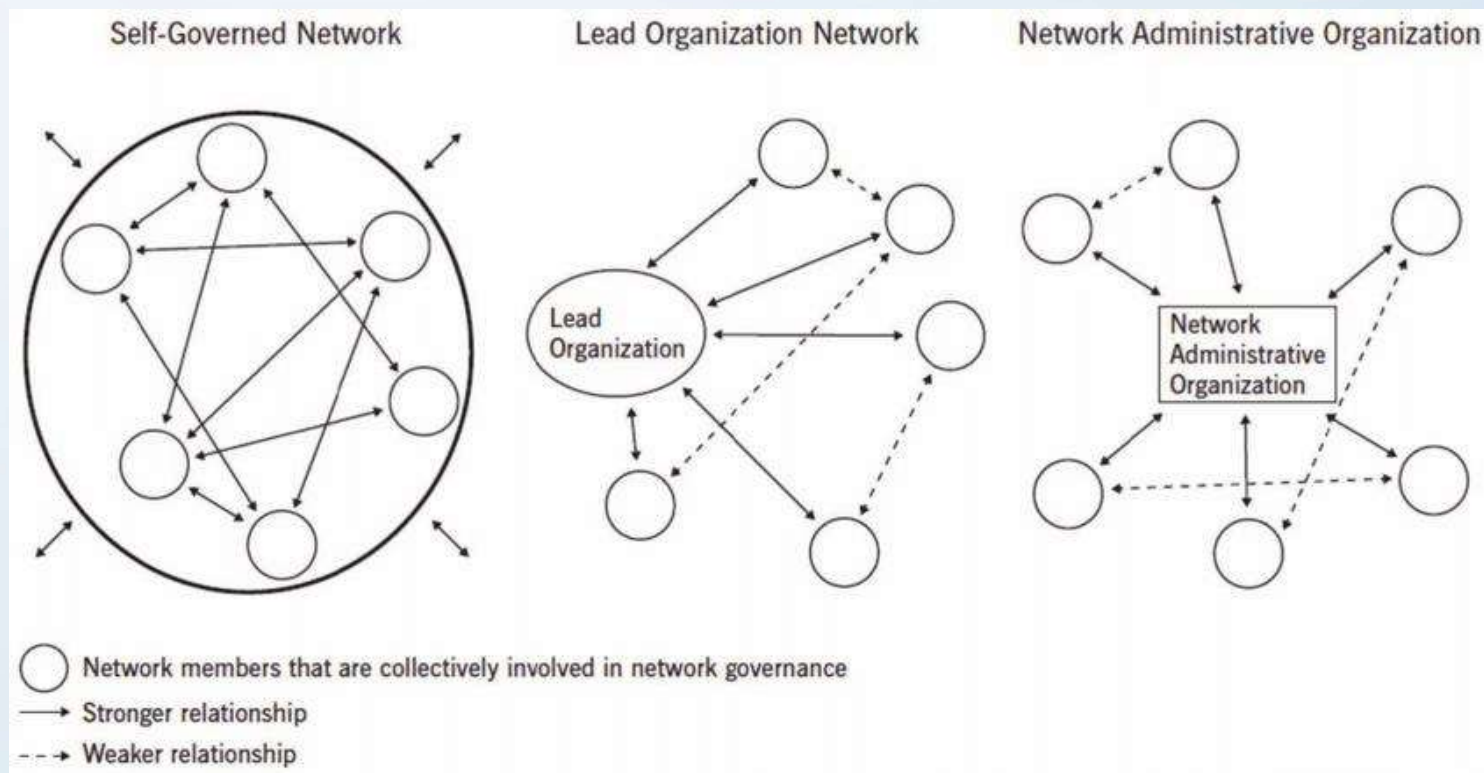 Self-Governed Network
Lead Organization Network
Network Administrative Organization
Lead
Organization
Network
Administrative
Organization
Network members that are collectively involved in network governance
Stronger relationship
Weaker relationship